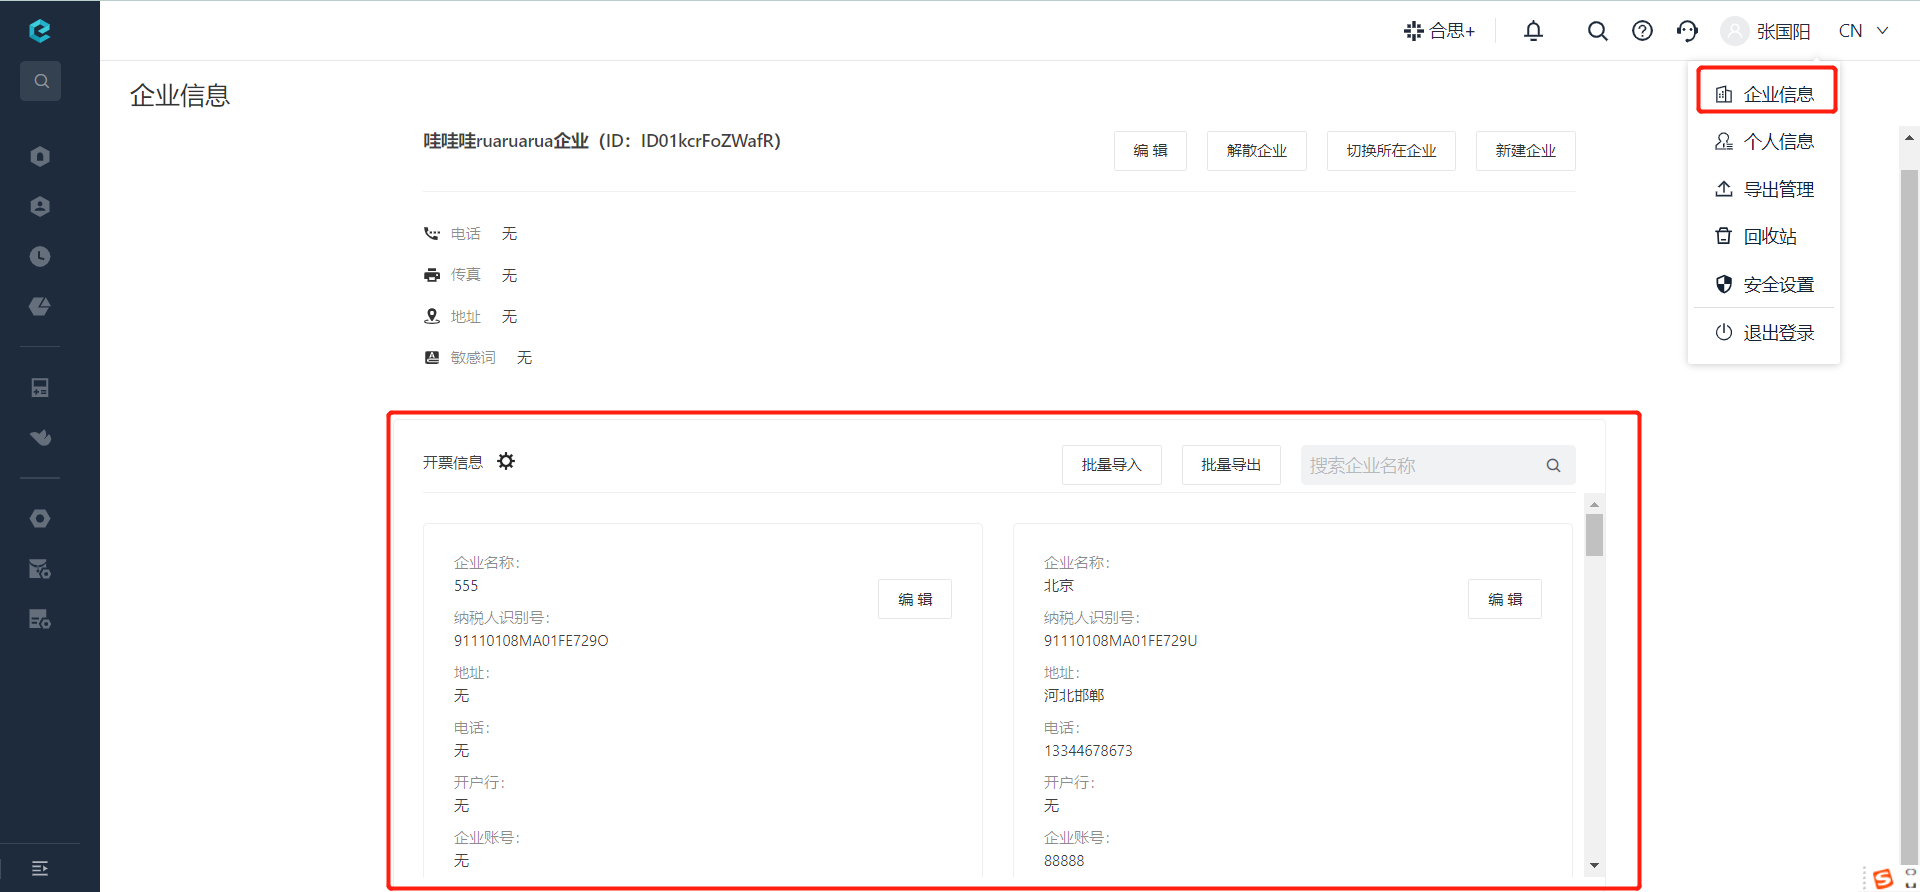 合思+
张国阳
CN
企业信息
企业信息
个人信息
导出管理
回收站
安全设置
退出登录
哇哇哇ruaruarua企业（ID：ID01kcrFoZWafR）
编 辑
解散企业
切换所在企业
新建企业
电话 无
传真 无
地址 无
敏感词 无
开票信息
批量导入
批量导出
搜索企业名称
企业名称：
555
编 辑
纳税人识别号：
91110108MA01FE729O
地址：
无
电话：
无
开户行：
无
企业账号：
无
企业名称：
北京
编 辑
纳税人识别号：
91110108MA01FE729U
地址：
河北邯郸
电话：
13344678673
开户行：
无
企业账号：
88888